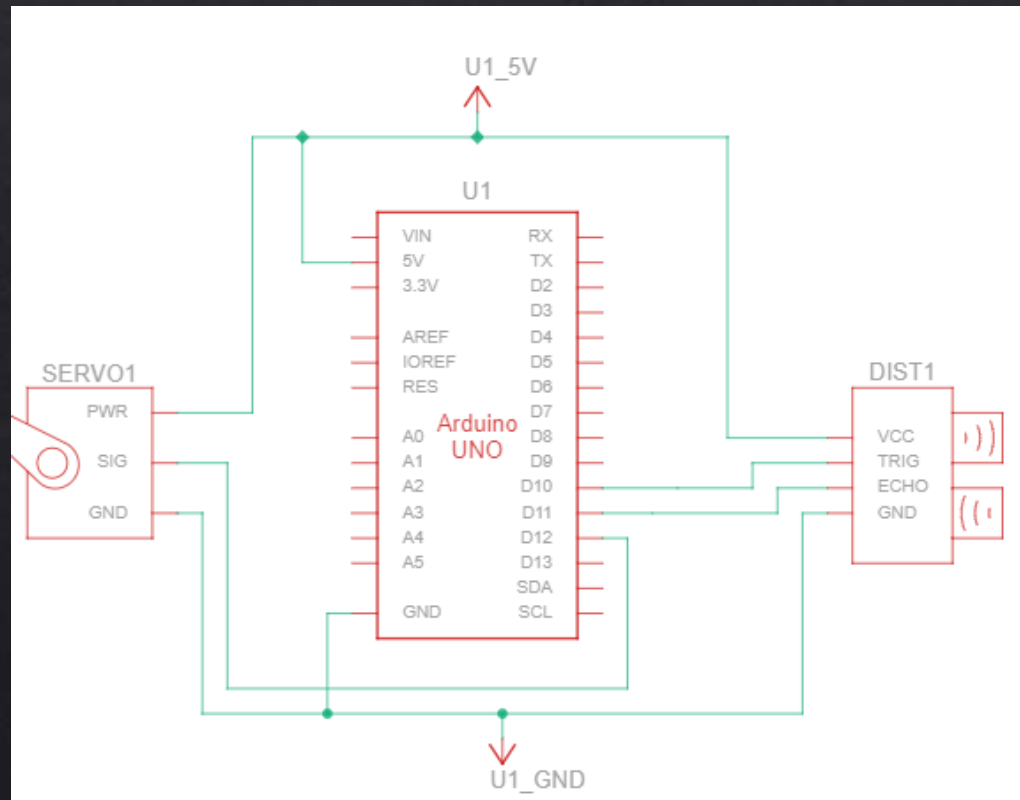 U1_5V
U1
VIN
5V
3.3V
AREF
IOREF
RES
A0
A1
A2
A3
A4
A5
GND
Arduino
UNO
RX
TX
D2
D3
D4
D5
D6
D7
D8
D9
D10
D11
D12
D13
SDA
SCL
SERVO1
PWR
SIG
GND
DIST1
VCC
TRIG
ECHO
GND
U1_GND